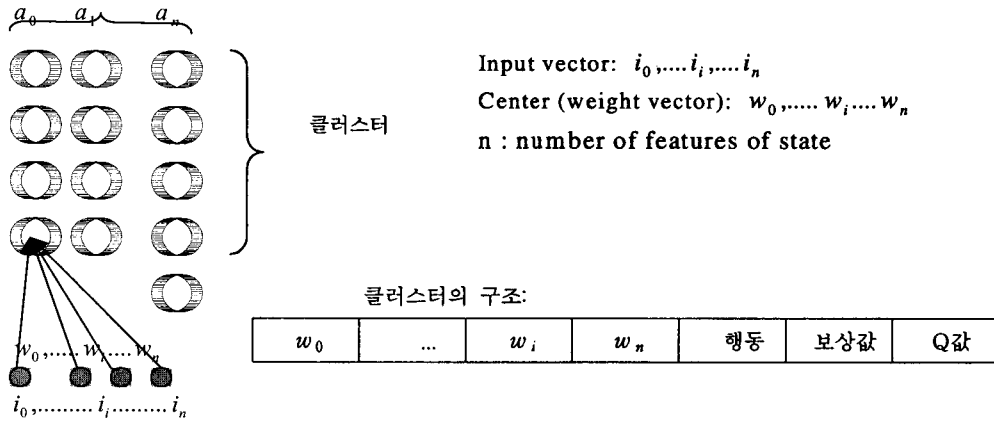 a₀ aᵢ aₙ
Input vector: i₀,....iᵢ,....iₙ
Center (weight vector): w₀,..... wᵢ....wₙ
클러스터
n : number of features of state
클러스터의 구조:
w₀ ... wᵢ wₙ 행동 보상값 Q값
w₀,..... wᵢ....wₙ
i₀,......... iᵢ......... iₙ